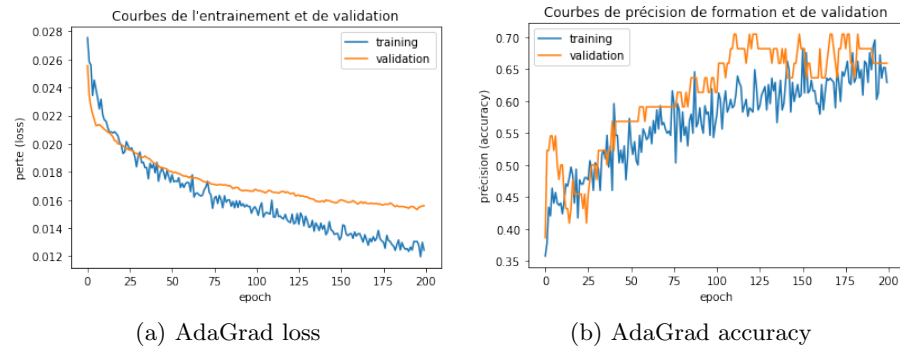 Courbes de l'entrainement et de validation
0.028
0.026
0.024
0.022
0.020
0.018
0.016
0.014
0.012
perte (loss)
training
validation
0 25 50 75 100 125 150 175 200
epoch
(a) AdaGrad loss
Courbes de précision de formation et de validation
0.70
0.65
0.60
0.55
0.50
0.45
0.40
0.35
précision (accuracy)
training
validation
0 25 50 75 100 125 150 175 200
epoch
(b) AdaGrad accuracy